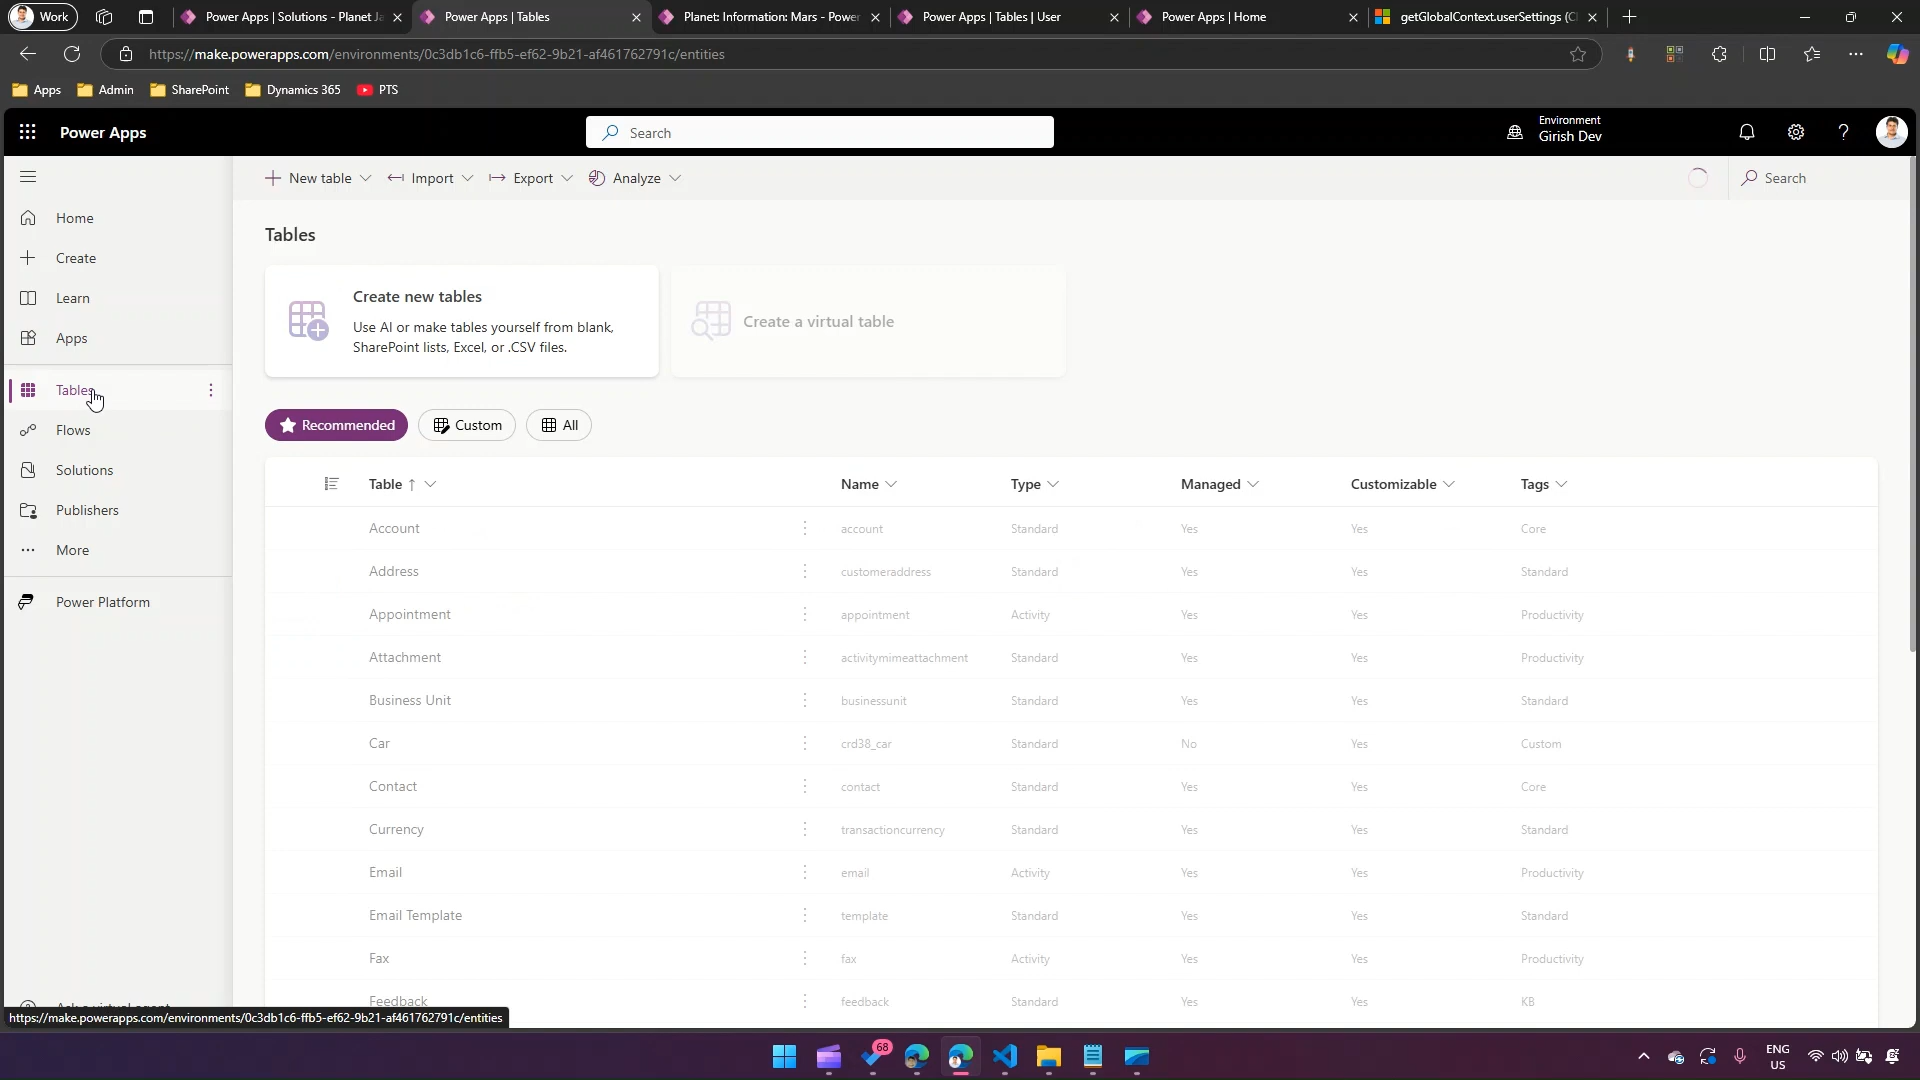 Work
Power Apps | Solutions - Planet Ja
Power Apps | Tables
Planet: Information: Mars - Power
Power Apps | Tables | User
Power Apps | Home
getGlobalContext.userSettings (Cl
https://make.powerapps.com/environments/0c3db1c6-ffb5-ef62-9b21-af461762791c/entities
Apps
Admin
SharePoint
Dynamics 365
PTS
Power Apps
Search
Environment
Girish Dev
Home
Create
Learn
Apps
Tables
Flows
Solutions
Publishers
More
Power Platform
Ask a virtual agent
New table
Import
Export
Analyze
Search
Tables
Create new tables
Use AI or make tables yourself from blank,
SharePoint lists, Excel, or .CSV files.
Create a virtual table
Recommended
Custom
All
Table ↑ Name Type Managed Customizable Tags
Account account Standard Yes Yes Core
Address customeraddress Standard Yes Yes Standard
Appointment appointment Activity Yes Yes Productivity
Attachment activitymimeattachment Standard Yes Yes Productivity
Business Unit businessunit Standard Yes Yes Standard
Car crd38_car Standard No Yes Custom
Contact contact Standard Yes Yes Core
Currency transactioncurrency Standard Yes Yes Standard
Email email Activity Yes Yes Productivity
Email Template template Standard Yes Yes Standard
Fax fax Activity Yes Yes Productivity
Feedback feedback Standard Yes Yes KB
https://make.powerapps.com/environments/0c3db1c6-ffb5-ef62-9b21-af461762791c/entities
68
ENG
US